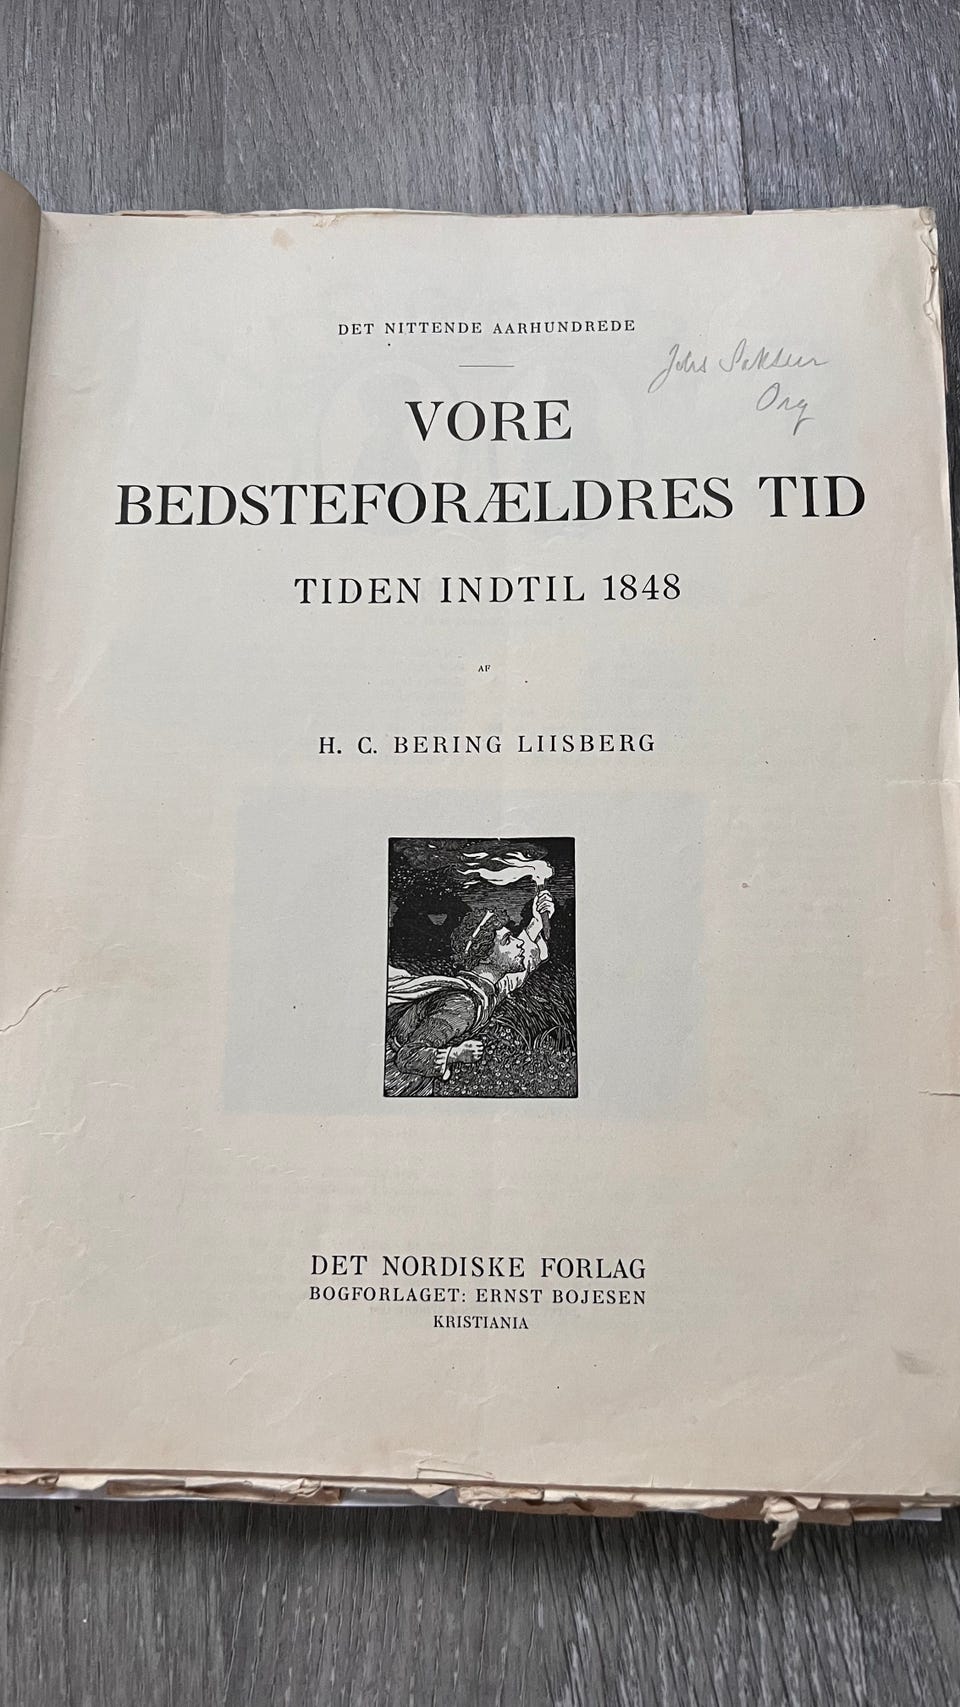 DET NITTENDE AARHUNDREDE
VORE
BEDSTEFORÆLDRES TID
TIDEN INDTIL 1848
AF
H. C. BERING LIISBERG
DET NORDISKE FORLAG
BOGFORLAGET: ERNST BOJESEN
KRISTIANIA